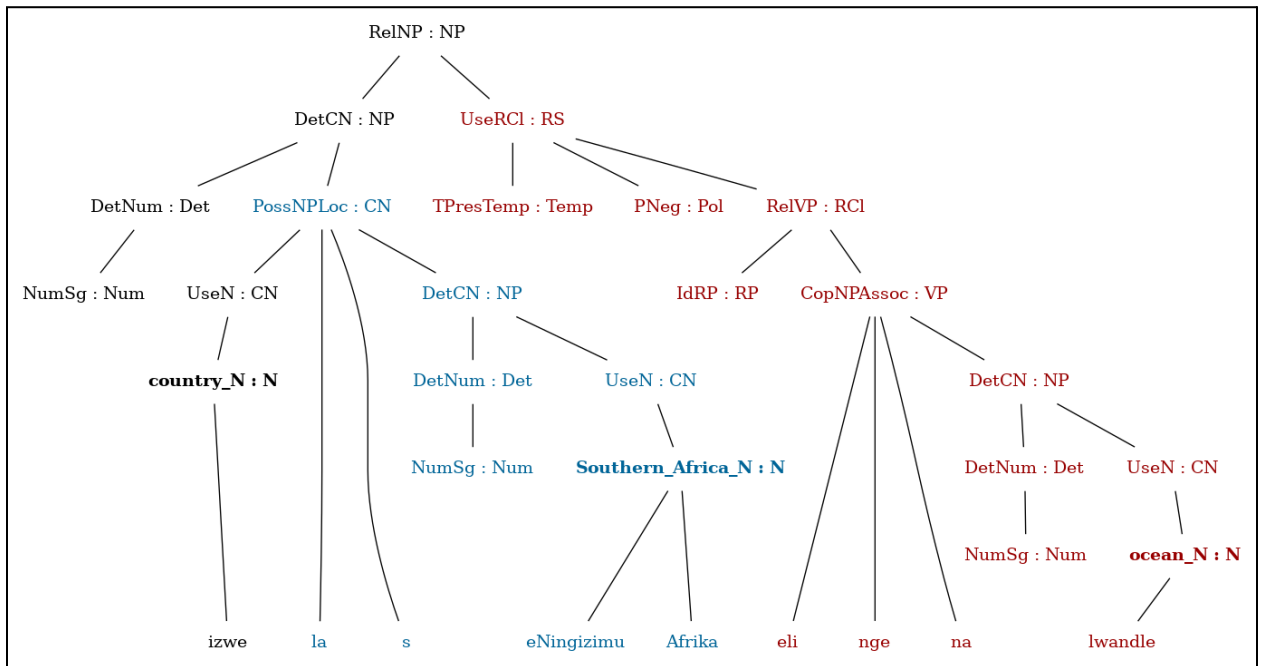 RelNP : NP
DetCN : NP UseRCl : RS
DetNum : Det PossNPLoc : CN TPresTemp : Temp PNeg : Pol RelVP : RCl
NumSg : Num UseN : CN DetCN : NP IdRP : RP CopNPAssoc : VP
country_N : N DetNum : Det UseN : CN DetCN : NP
NumSg : Num Southern_Africa_N : N DetNum : Det UseN : CN
NumSg : Num ocean_N : N
izwe la s eNingizimu Afrika eli nge na lwandle